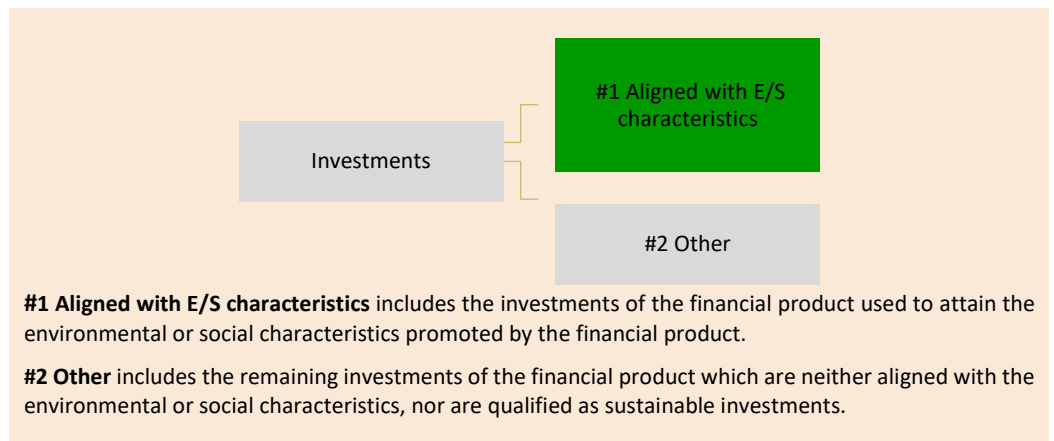 #1 Aligned with E/S
characteristics
Investments
#2 Other
#1 Aligned with E/S characteristics includes the investments of the financial product used to attain the
environmental or social characteristics promoted by the financial product.
#2 Other includes the remaining investments of the financial product which are neither aligned with the
environmental or social characteristics, nor are qualified as sustainable investments.